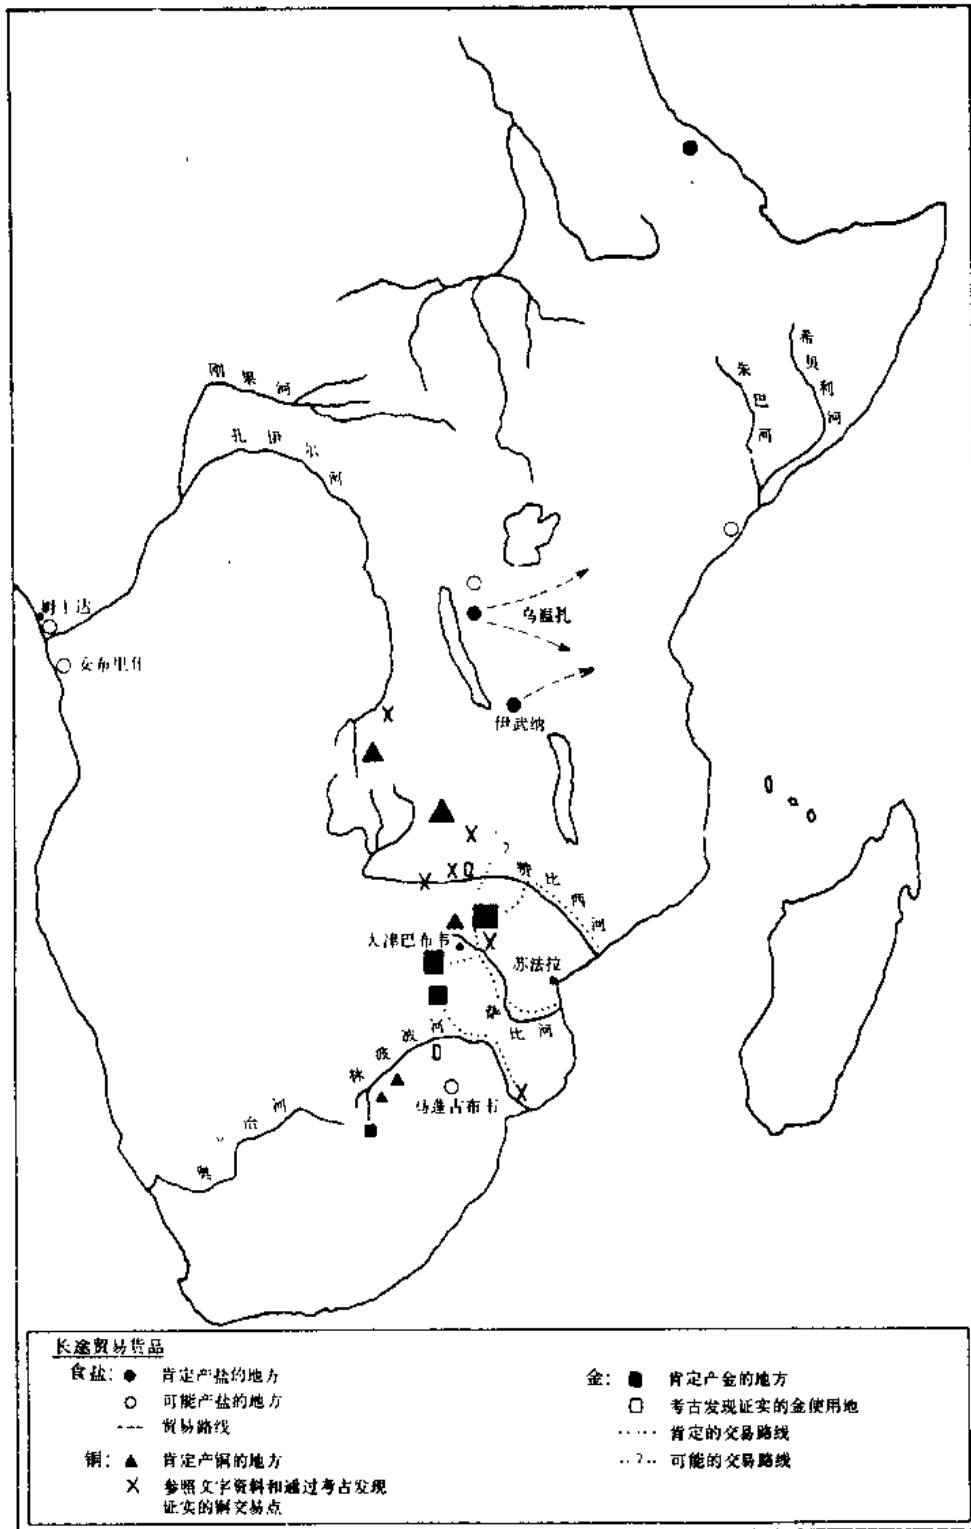 刚果河
扎伊尔河
希贝利河
朱巴河
乌温扎
安布里什
伊武纳
赞比西河
大津巴布韦
苏法拉
萨比河
林波波河
马蓬古布韦
奥 治河
长途贸易货品
食盐: ● 肯定产盐的地方
○ 可能产盐的地方
--- 贸易路线
铜: ▲ 肯定产铜的地方
X 参照文字资料和通过考古发现
证实的铜交易点
金: ■ 肯定产金的地方
考古发现证实的金使用地
····· 肯定的交易路线
..?.. 可能的交易路线